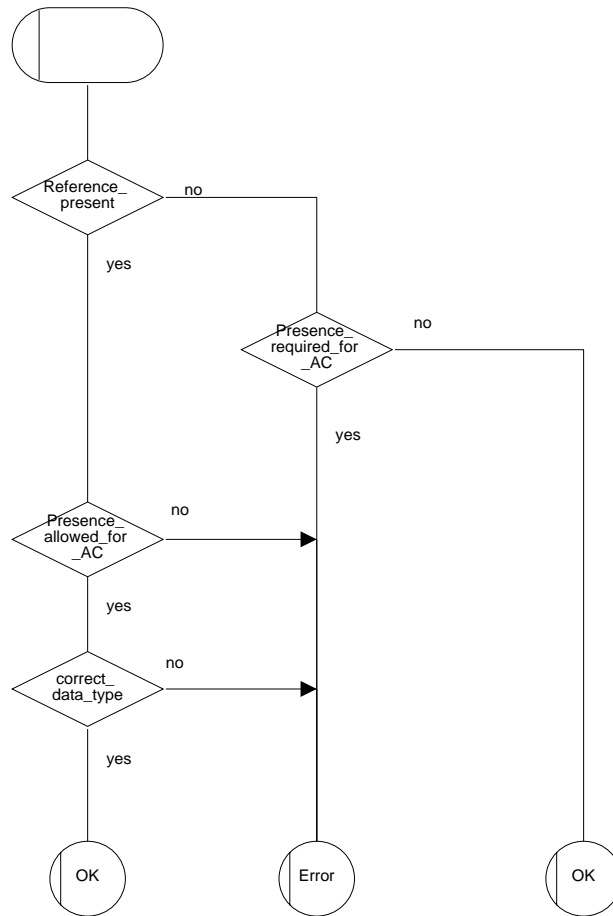 Reference_
present
no
yes
Presence_
required_for
_AC
no
yes
Presence_
allowed_for
_AC
no
yes
correct_
data_type
no
yes
OK
Error
OK